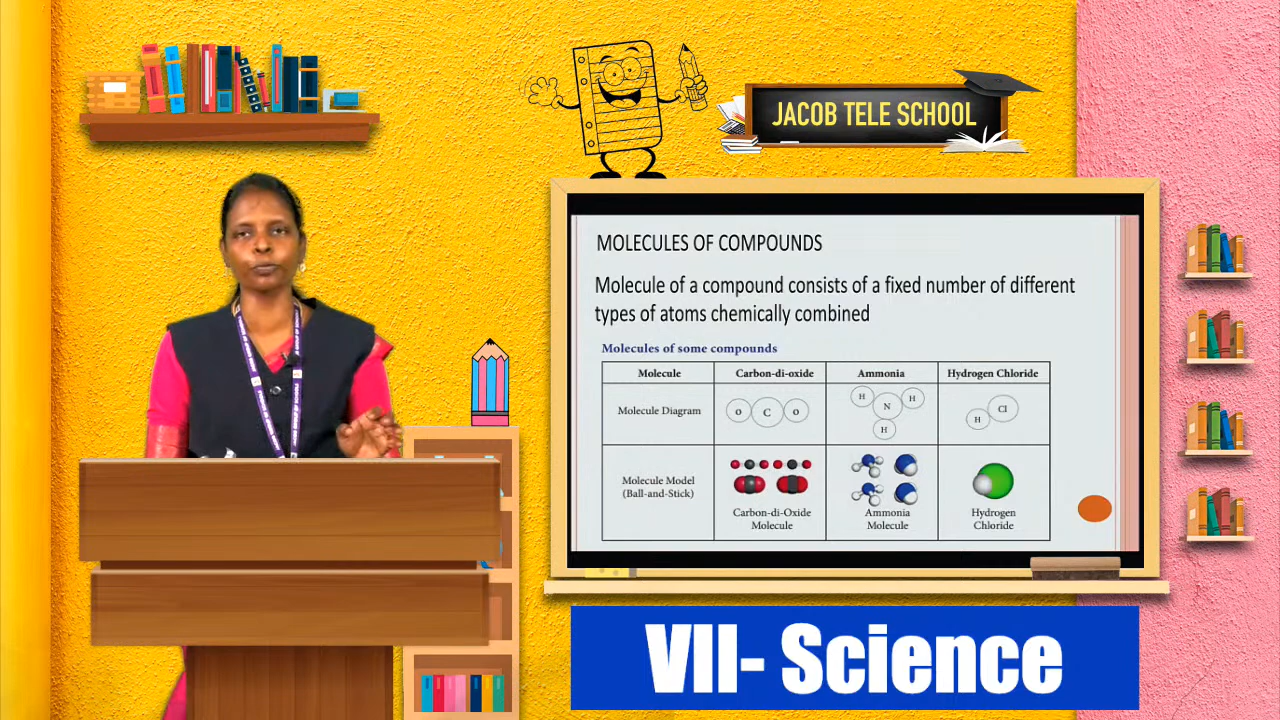 JACOB TELE SCHOOL
MOLECULES OF COMPOUNDS
Molecule of a compound consists of a fixed number of different
types of atoms chemically combined
Molecules of some compounds
Molecule Carbon-di-oxide Ammonia Hydrogen Chloride
Molecule Diagram
O C O
H H
N
H
Cl
H
Molecule Model
(Ball-and-Stick)
Carbon-di-Oxide
Molecule
Ammonia
Molecule
Hydrogen
Chloride
VII- Science